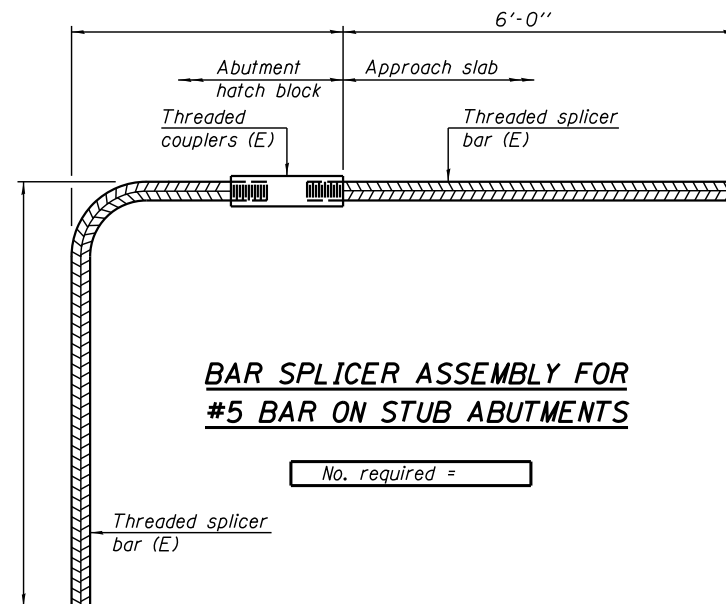 6'-0''
Abutment
hatch block
Approach slab
Threaded
couplers (E)
Threaded splicer
bar (E)
BAR SPLICER ASSEMBLY FOR
#5 BAR ON STUB ABUTMENTS
No. required =
Threaded splicer
bar (E)